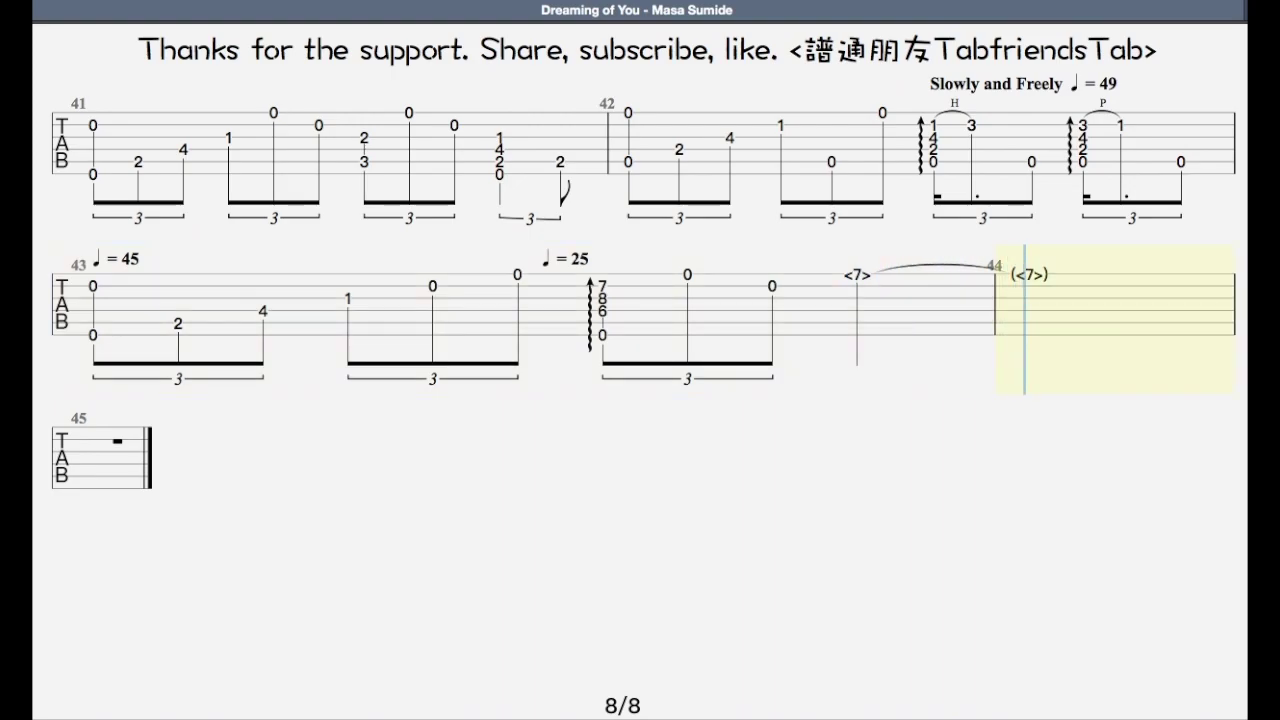 Dreaming of You - Masa Sumide
Thanks for the support. Share, subscribe, like. <譜通朋友TabfriendsTab>
Slowly and Freely ♩ = 49
41 42 H P
T A B
0 0 2 4 1 0 0 2 3 0 0 1 4 2 0 2 0 0 2 4 1 0 0 1 4 2 0 3 0 3 4 2 0 1 0
3 3 3 3 3 3 3 3
43 ♩ = 45 ♩ = 25 44
T A B
0 0 2 4 1 0 0 7 8 6 0 0 0 <7> (<7>)
3 3 3
45
T A B
8/8